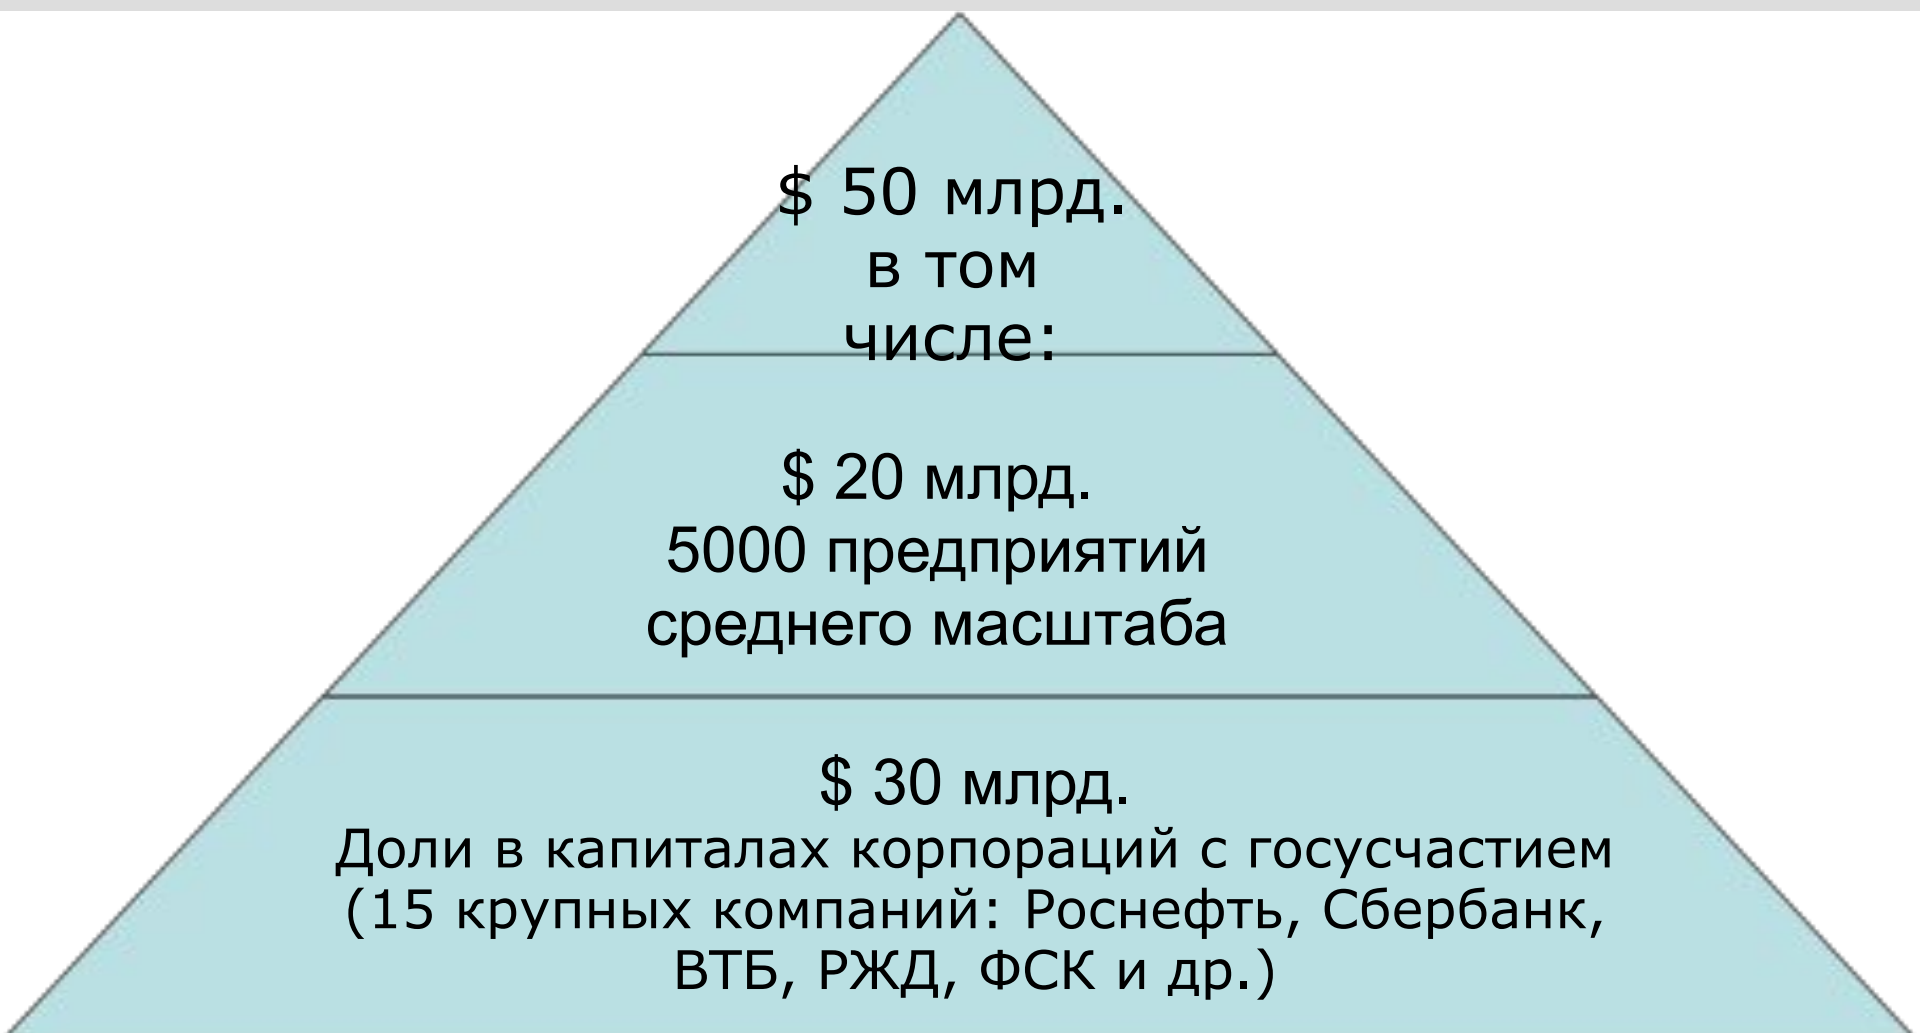 $ 50 млрд.
в том
числе:
$ 20 млрд.
5000 предприятий
среднего масштаба
$ 30 млрд.
Доли в капиталах корпораций с госусчастием
(15 крупных компаний: Роснефть, Сбербанк,
ВТБ, РЖД, ФСК и др.)